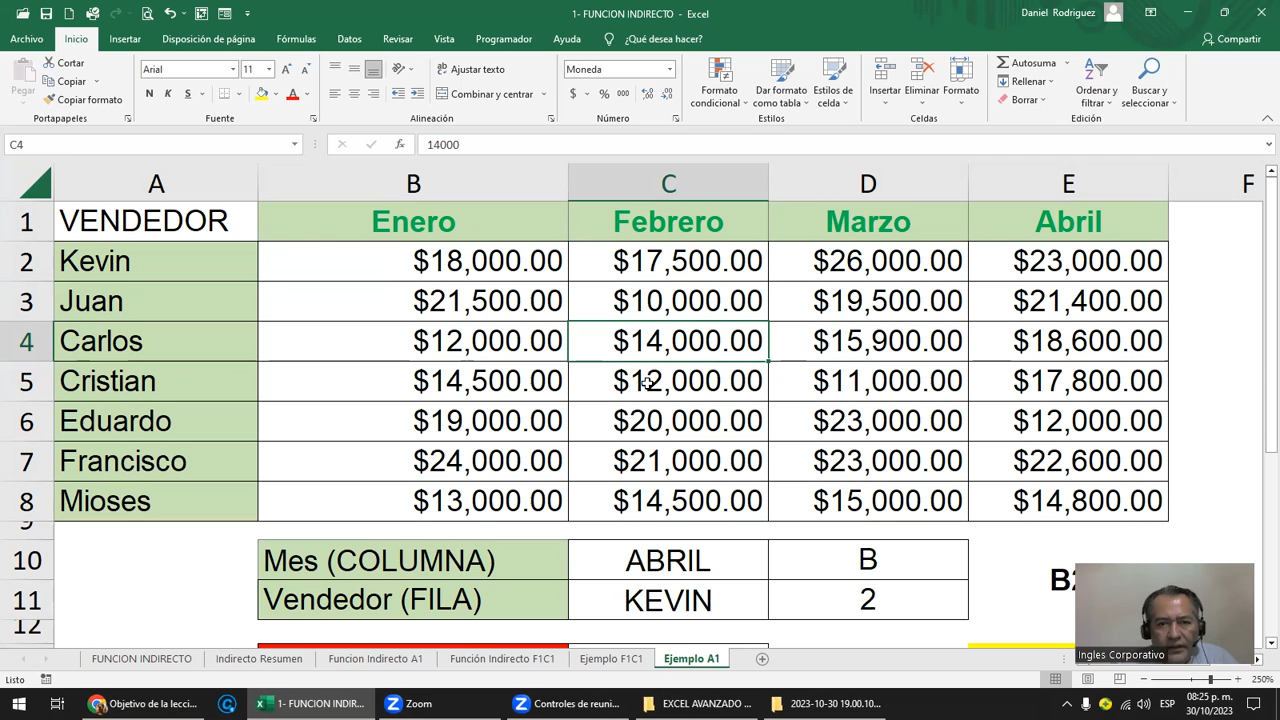 1- FUNCION INDIRECTO - Excel
Daniel Rodriguez
Archivo Inicio Insertar Disposición de página Fórmulas Datos Revisar Vista Programador Ayuda ¿Qué desea hacer? Compartir
Pegar
Cortar
Copiar
Copiar formato
Portapapeles
Arial 11
N K S
Fuente
Ajustar texto
Combinar y centrar
Alineación
Moneda
$ % 000
Número
Formato condicional
Dar formato como tabla
Estilos de celda
Estilos
Insertar Eliminar Formato
Celdas
Autosuma
Rellenar
Borrar
Ordenar y filtrar
Buscar y seleccionar
Edición
C4 fx 14000
A B C D E F
1 VENDEDOR Enero Febrero Marzo Abril
2 Kevin $18,000.00 $17,500.00 $26,000.00 $23,000.00
3 Juan $21,500.00 $10,000.00 $19,500.00 $21,400.00
4 Carlos $12,000.00 $14,000.00 $15,900.00 $18,600.00
5 Cristian $14,500.00 $12,000.00 $11,000.00 $17,800.00
6 Eduardo $19,000.00 $20,000.00 $23,000.00 $12,000.00
7 Francisco $24,000.00 $21,000.00 $23,000.00 $22,600.00
8 Mioses $13,000.00 $14,500.00 $15,000.00 $14,800.00
9
10 Mes (COLUMNA) ABRIL B
11 Vendedor (FILA) KEVIN 2 B2
12
Ingles Corporativo
FUNCION INDIRECTO Indirecto Resumen Funcion Indirecto A1 Función Indirecto F1C1 Ejemplo F1C1 Ejemplo A1
Listo 250%
Objetivo de la lecci... 1- FUNCION INDIR... Zoom Controles de reuni... EXCEL AVANZADO ... 2023-10-30 19.00.10...
ESP
08:25 p. m.
30/10/2023